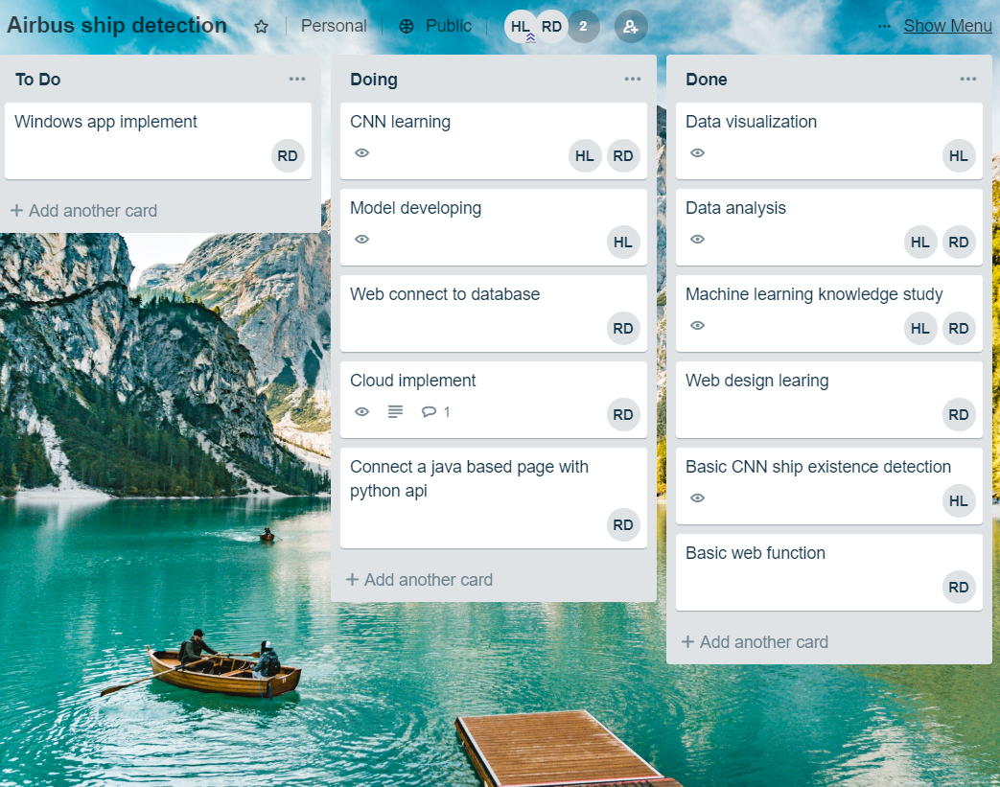 Airbus ship detection
Personal
Public
HL RD 2
... Show Menu
To Do ...
Windows app implement
RD
+ Add another card
Doing ...
CNN learning
HL RD
Model developing
HL
Web connect to database
RD
Cloud implement
1
RD
Connect a java based page with
python api
RD
+ Add another card
Done ...
Data visualization
HL
Data analysis
HL RD
Machine learning knowledge study
HL RD
Web design learing
RD
Basic CNN ship existence detection
HL
Basic web function
RD
+ Add another card